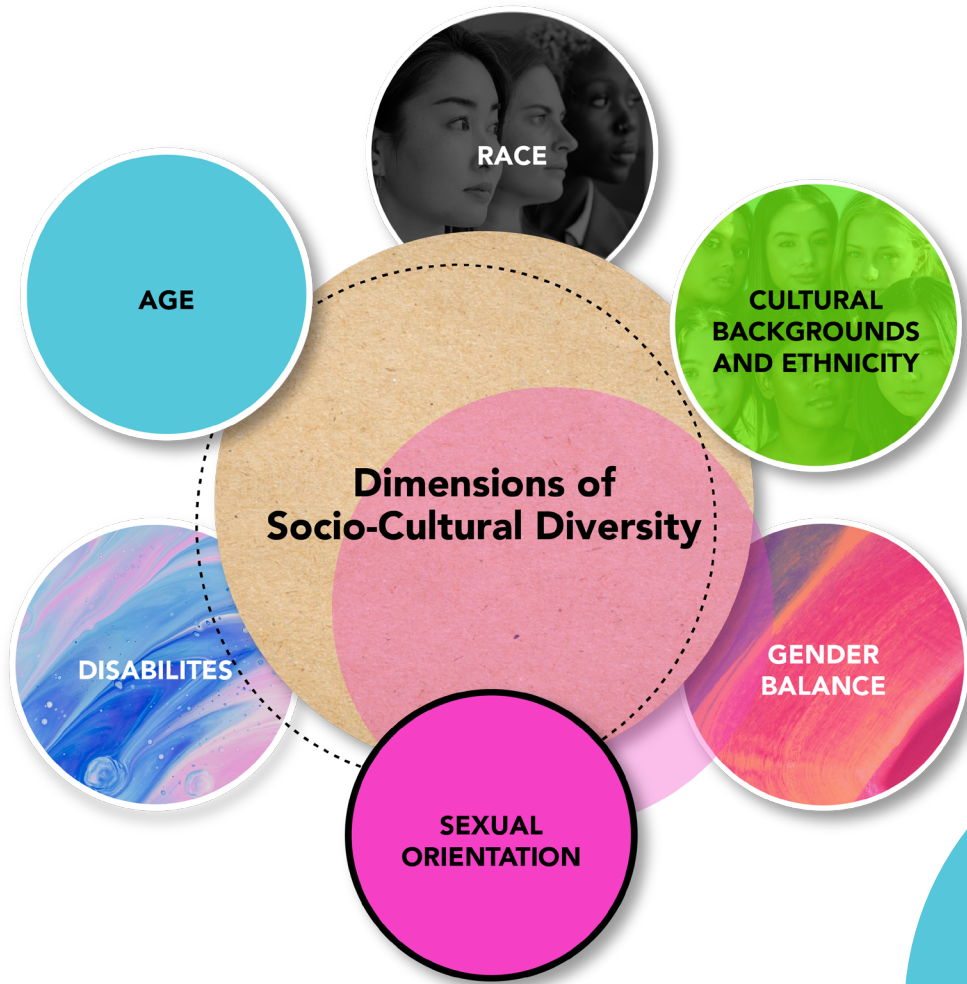 RACE
AGE
CULTURAL
BACKGROUNDS
AND ETHNICITY
Dimensions of
Socio-Cultural Diversity
DISABILITES
GENDER
BALANCE
SEXUAL
ORIENTATION